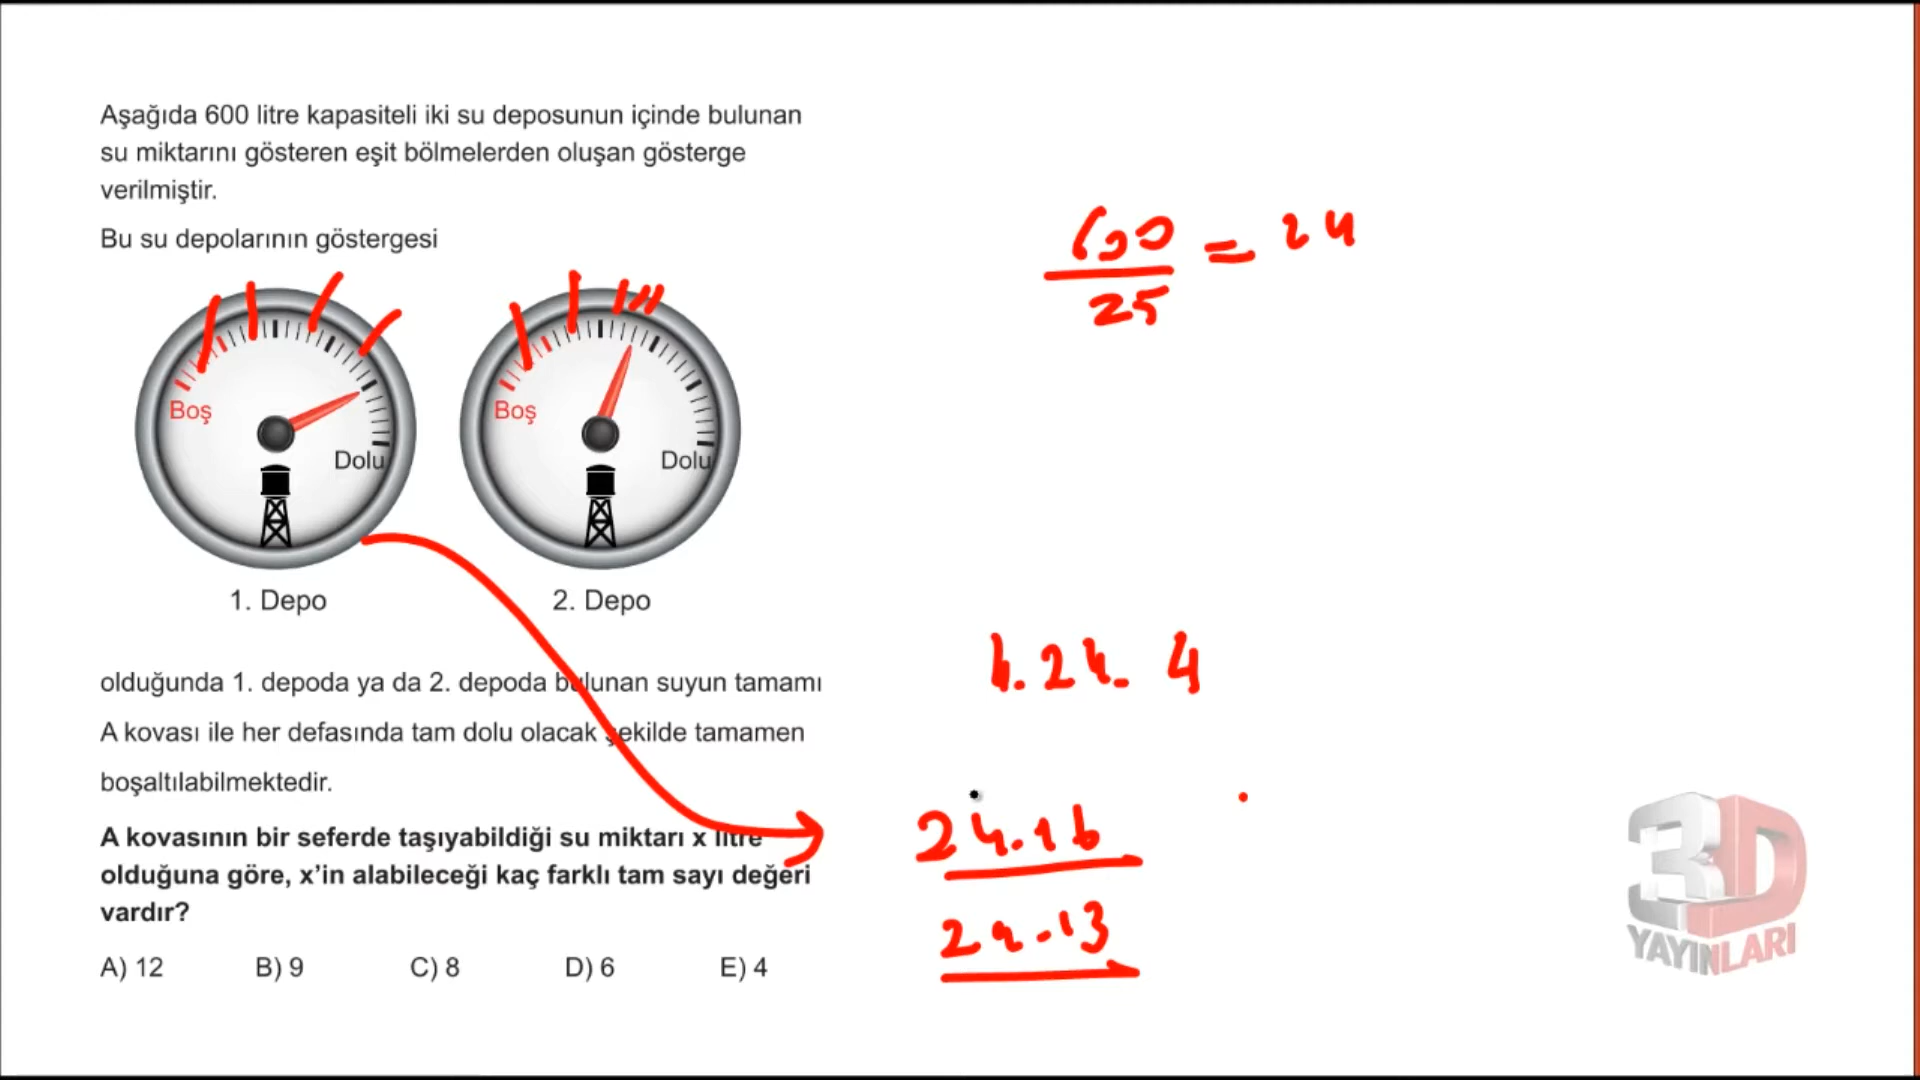 Aşağıda 600 litre kapasiteli iki su deposunun içinde bulunan
su miktarını gösteren eşit bölmelerden oluşan gösterge
verilmiştir.
Bu su depolarının göstergesi
600
25
= 24
Boş
Dolu
Boş
Dolu
1. Depo
2. Depo
olduğunda 1. depoda ya da 2. depoda bulunan suyun tamamı
A kovası ile her defasında tam dolu olacak şekilde tamamen
boşaltılabilmektedir.
4.24. 4
24.16
24.13
A kovasının bir seferde taşıyabildiği su miktarı x litre
olduğuna göre, x'in alabileceği kaç farklı tam sayı değeri
vardır?
A) 12 B) 9 C) 8 D) 6 E) 4
3D
YAYINLARI